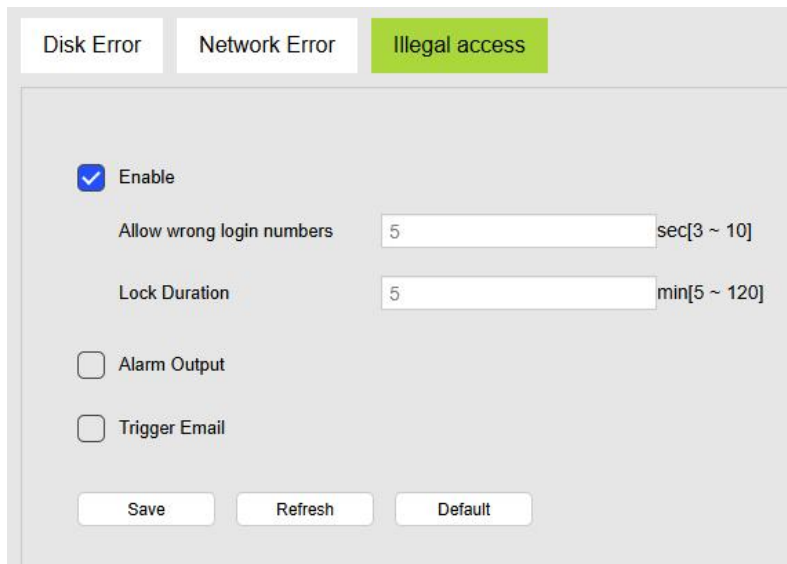 Disk Error Network Error Illegal access
Enable
Allow wrong login numbers 5 sec[3 ~ 10]
Lock Duration 5 min[5 ~ 120]
Alarm Output
Trigger Email
Save Refresh Default